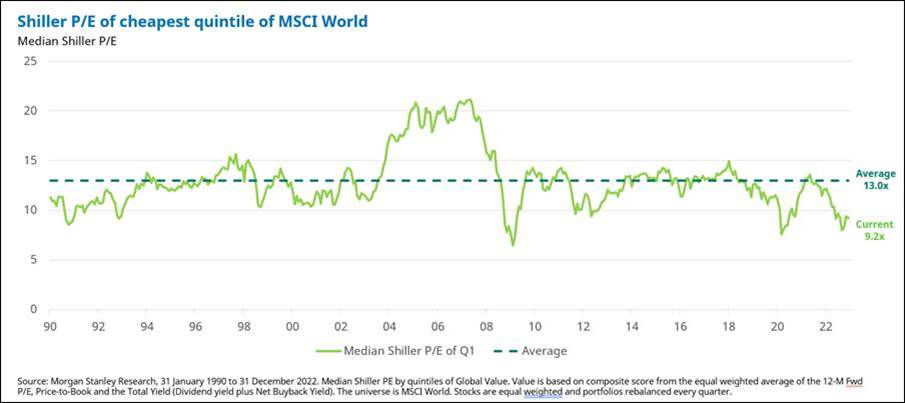 Shiller P/E of cheapest quintile of MSCI World
Median Shiller P/E
25
20
15
10
5
0
Average
13.0x
Current
9.2x
90 92 94 96 98 00 02 04 06 08 10 12 14 16 18 20 22
Median Shiller P/E of Q1 Average
Source: Morgan Stanley Research, 31 January 1990 to 31 December 2022. Median Shiller PE by quintiles of Global Value. Value is based on composite score from the equal weighted average of the 12-M Fwd
P/E, Price-to-Book and the Total Yield (Dividend yield plus Net Buyback Yield). The universe is MSCI World. Stocks are equal weighted and portfolios rebalanced every quarter.